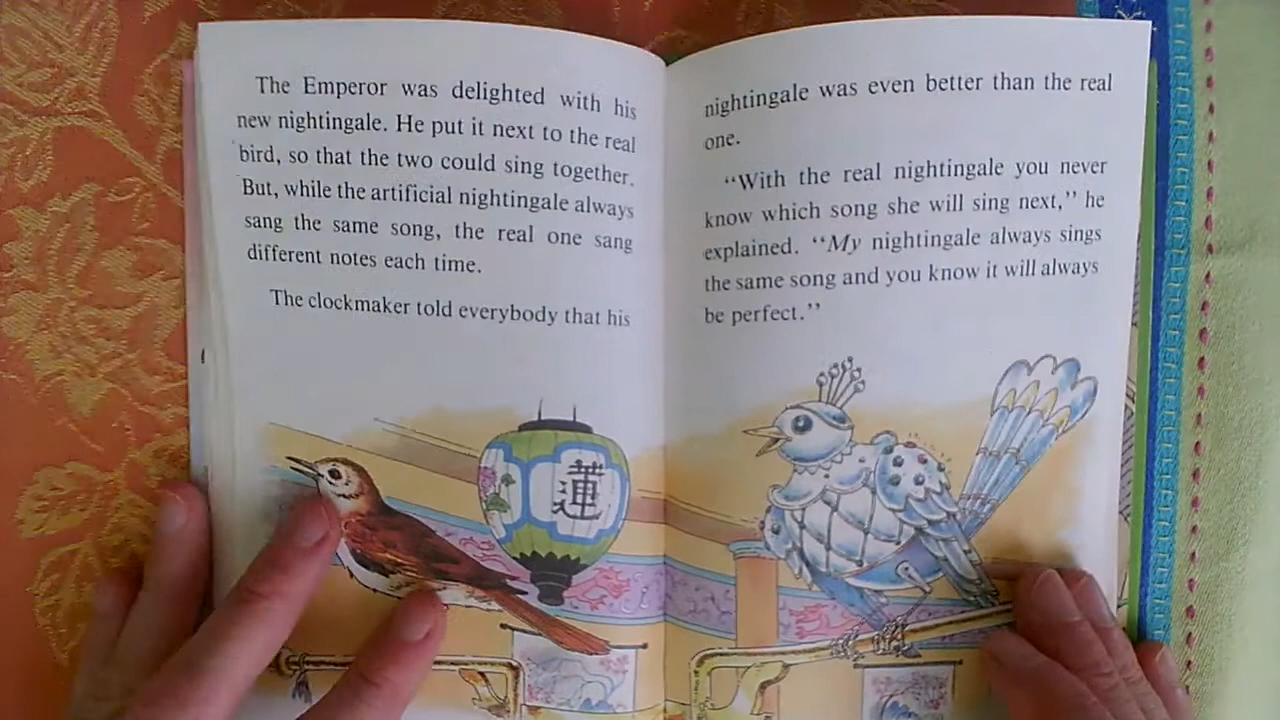 The Emperor was delighted with his
new nightingale. He put it next to the real
bird, so that the two could sing together.
But, while the artificial nightingale always
sang the same song, the real one sang
different notes each time.
The clockmaker told everybody that his
蓮
nightingale was even better than the real
one.
“With the real nightingale you never
know which song she will sing next,” he
explained. “My nightingale always sings
the same song and you know it will always
be perfect.”